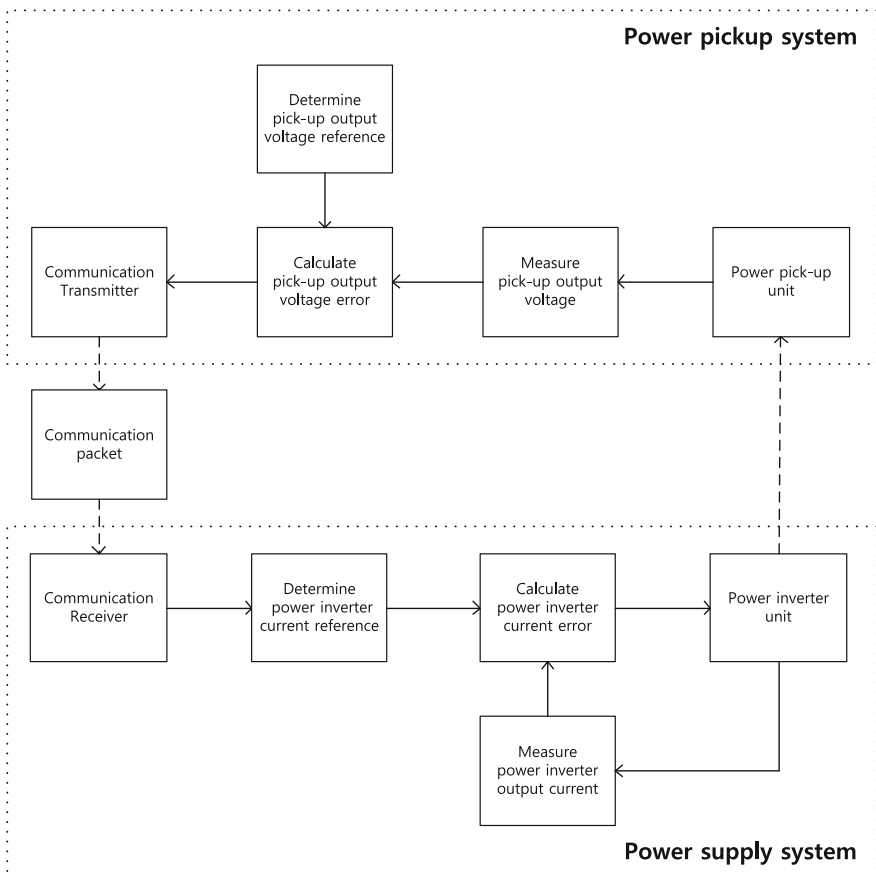 Power pickup system
Determine
pick-up output
voltage reference
Communication
Transmitter
Calculate
pick-up output
voltage error
Measure
pick-up output
voltage
Power pick-up
unit
Communication
packet
Communication
Receiver
Determine
power inverter
current reference
Calculate
power inverter
current error
Power inverter
unit
Measure
power inverter
output current
Power supply system